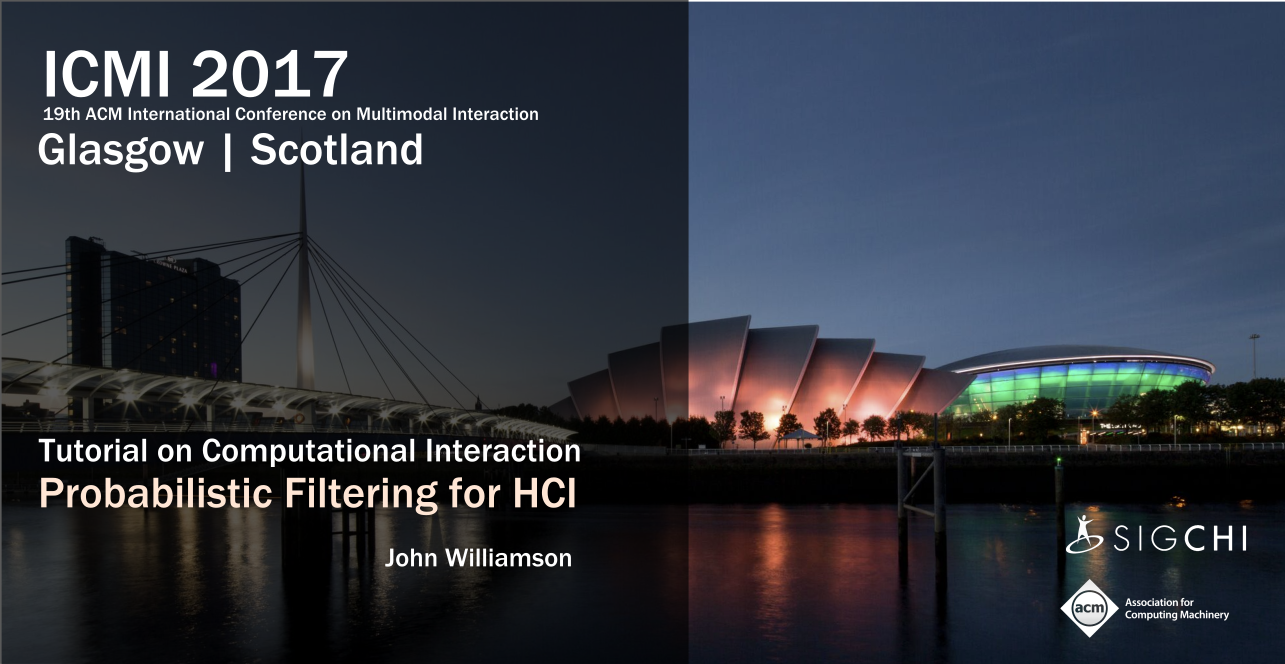 ICMI 2017
19th ACM International Conference on Multimodal Interaction
Glasgow | Scotland
Tutorial on Computational Interaction
Probabilistic Filtering for HCI
John Williamson
SIGCHI
acm
Association for
Computing Machinery